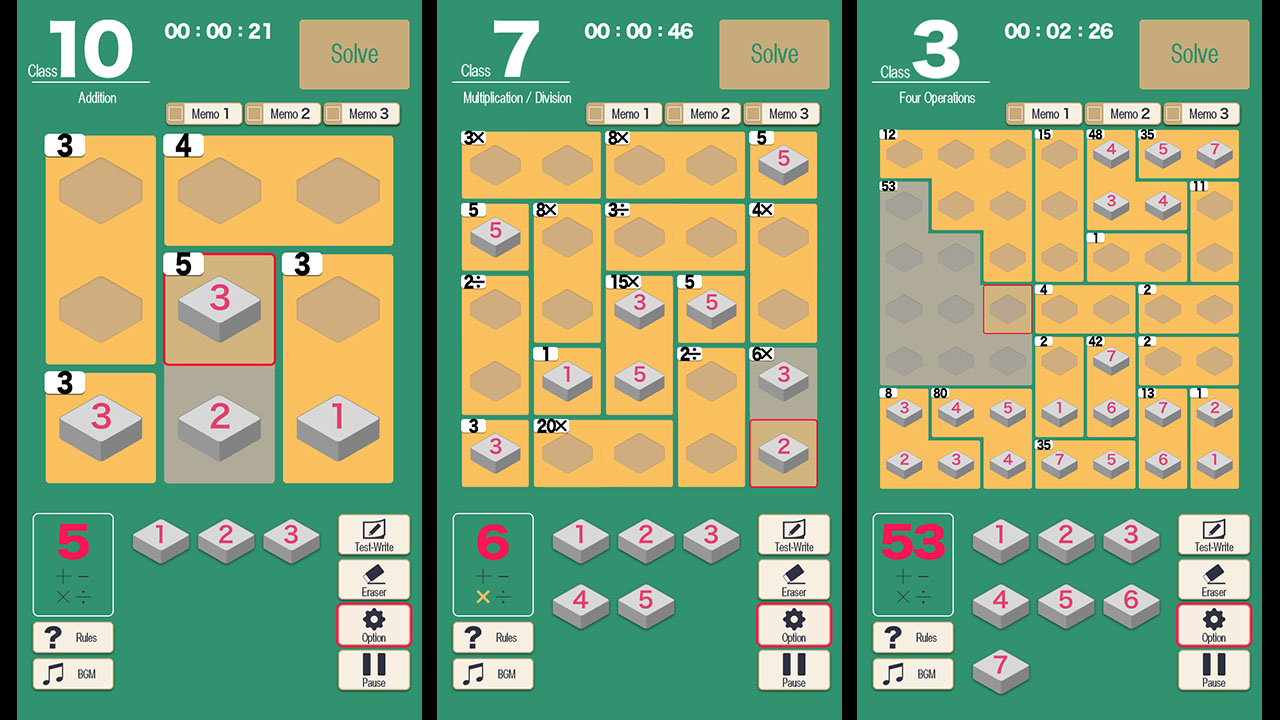 Class 10
00 : 00 : 21
Solve
Addition
Memo 1 Memo 2 Memo 3
3 4
5 3
3
3
3 2 1
5
+ −
× ÷
1 2 3
Test-Write
Eraser
Option
Pause
? Rules
BGM
Class 7
00 : 00 : 46
Solve
Multiplication / Division
Memo 1 Memo 2 Memo 3
3× 8× 5
5
5 8× 3÷ 4×
5
2÷ 15× 5
3 5
1 2÷ 6×
1 5 3
3 20×
3 2
6
+ −
× ÷
1 2 3
4 5
Test-Write
Eraser
Option
Pause
? Rules
BGM
Class 3
00 : 02 : 26
Solve
Four Operations
Memo 1 Memo 2 Memo 3
12 15 48 35
4 5 7
53 11
3 4
1
4 2
2 42 2
7
8 80 13 1
3 4 5 1 6 7 2
35
2 3 4 7 5 6 1
53
+ −
× ÷
1 2 3
4 5 6
7
Test-Write
Eraser
Option
Pause
? Rules
BGM